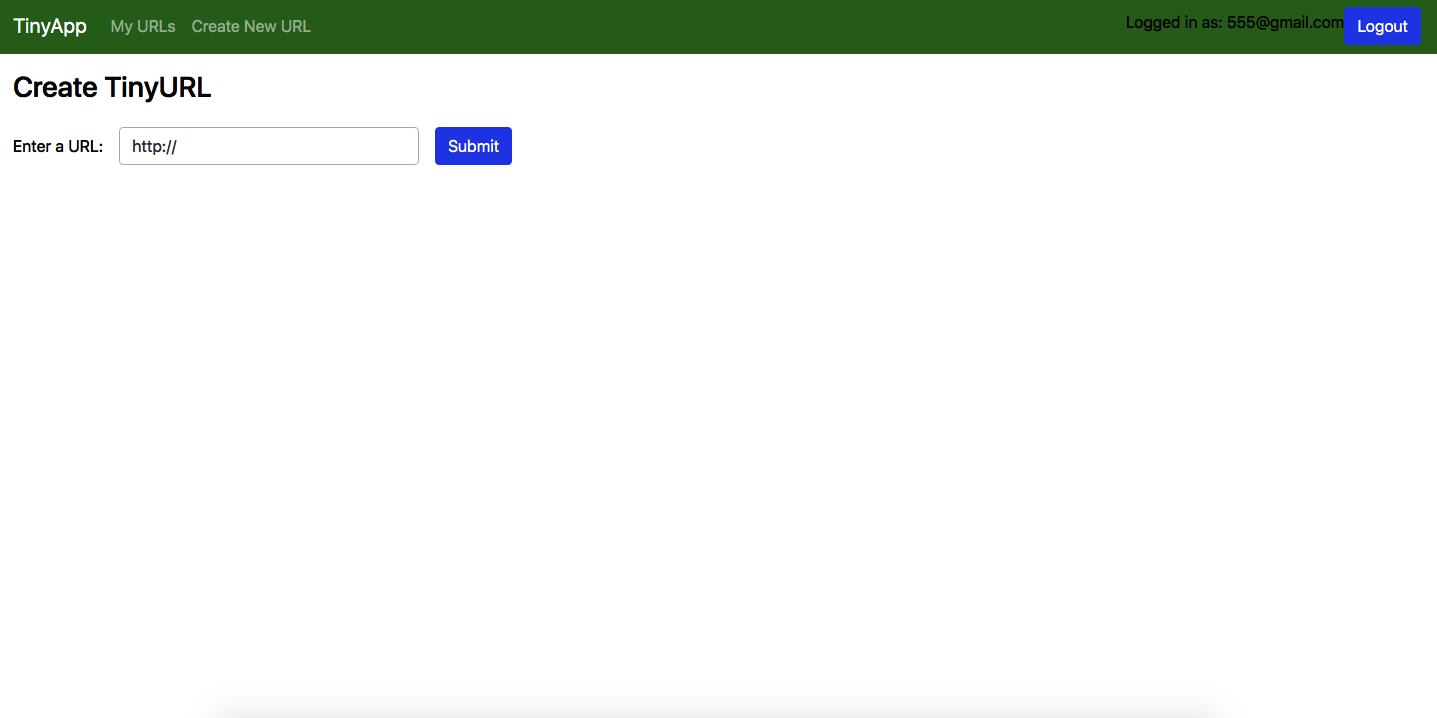 TinyApp My URLs Create New URL Logged in as: 555@gmail.com Logout
Create TinyURL
Enter a URL: http:// Submit